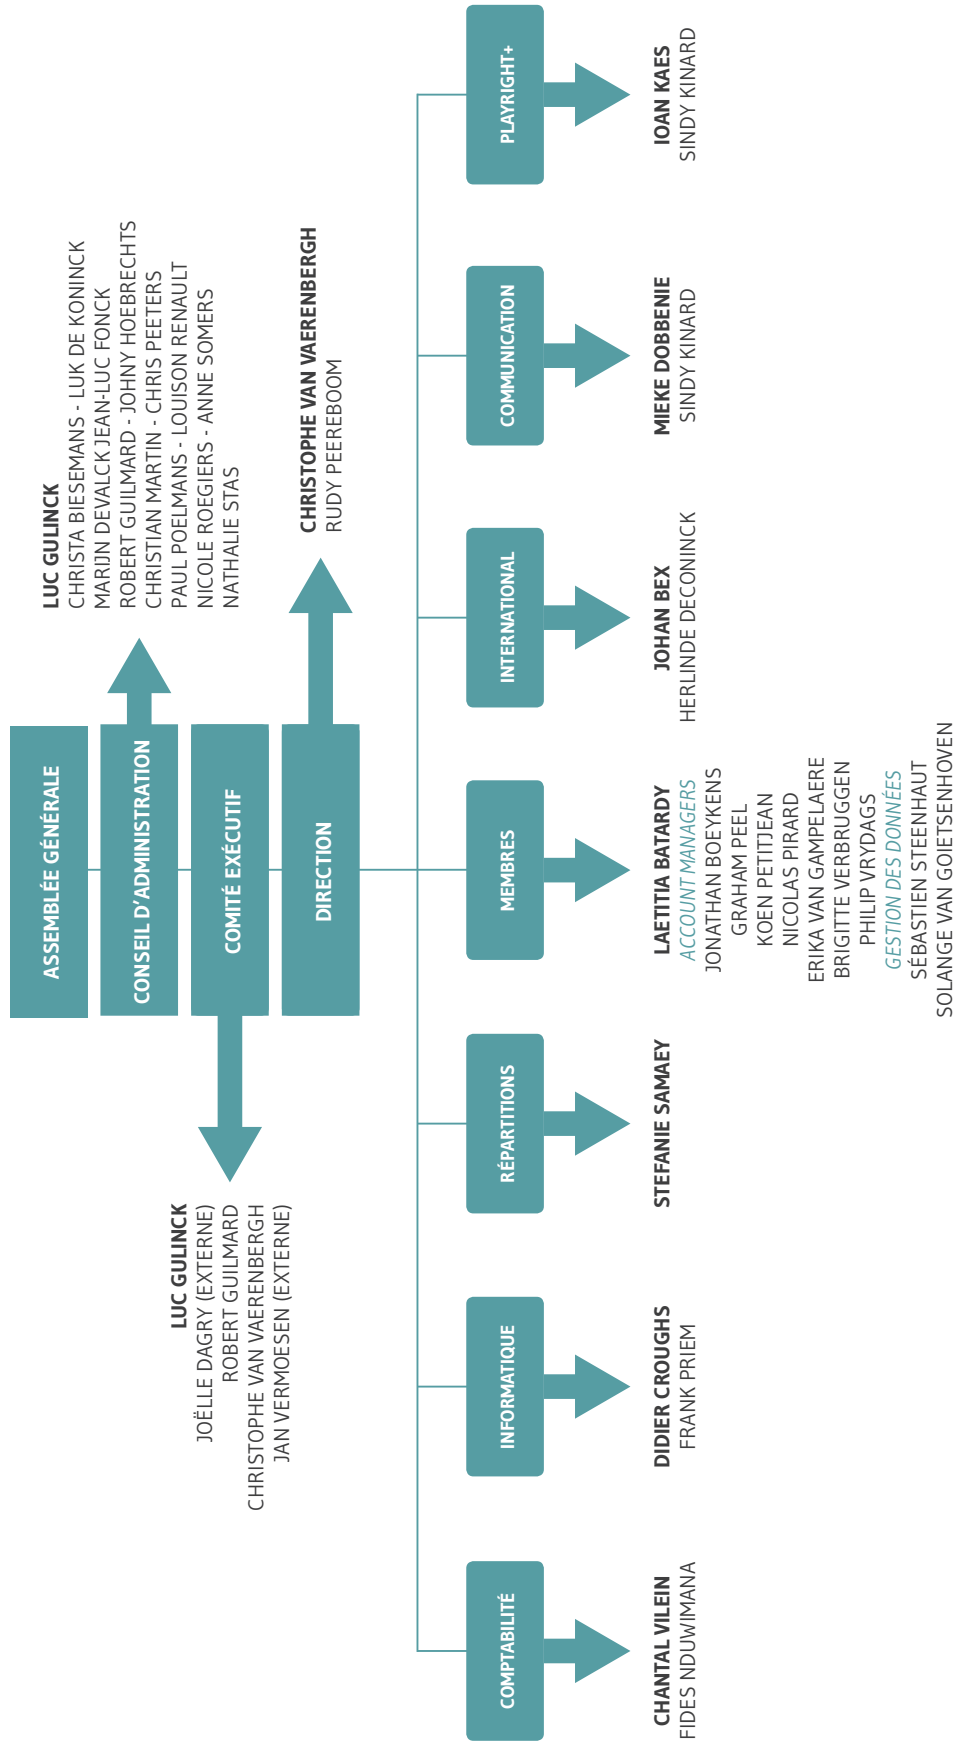 ASSEMBLÉE GÉNÉRALE
CONSEIL D'ADMINISTRATION
LUC GULINCK
CHRISTA BIESEMANS - LUK DE KONINCK
MARIJN DEVALCK JEAN-LUC FONCK
ROBERT GUILMARD - JOHNY HOEBRECHTS
CHRISTIAN MARTIN - CHRIS PEETERS
PAUL POELMANS - LOUISON RENAULT
NICOLE ROEGIERS - ANNE SOMERS
NATHALIE STAS
COMITÉ EXÉCUTIF
LUC GULINCK
JOËLLE DAGRY (EXTERNE)
ROBERT GUILMARD
CHRISTOPHE VAN VAERENBERGH
JAN VERMOESEN (EXTERNE)
DIRECTION
CHRISTOPHE VAN VAERENBERGH
RUDY PEEREBOOM
COMPTABILITÉ
CHANTAL VILEIN
FIDES NDUWIMANA
INFORMATIQUE
DIDIER CROUGHS
FRANK PRIEM
RÉPARTITIONS
STEFANIE SAMAEY
MEMBRES
LAETITIA BATARDY
ACCOUNT MANAGERS
JONATHAN BOEYKENS
GRAHAM PEEL
KOEN PETITJEAN
NICOLAS PIRARD
ERIKA VAN GAMPELAERE
BRIGITTE VERBRUGGEN
PHILIP VRYDAGS
GESTION DES DONNÉES
SÉBASTIEN STEENHAUT
SOLANGE VAN GOIETSENHOVEN
INTERNATIONAL
JOHAN BEX
HERLINDE DECONINCK
COMMUNICATION
MIEKE DOBBENIE
SINDY KINARD
PLAYRIGHT+
IOAN KAES
SINDY KINARD